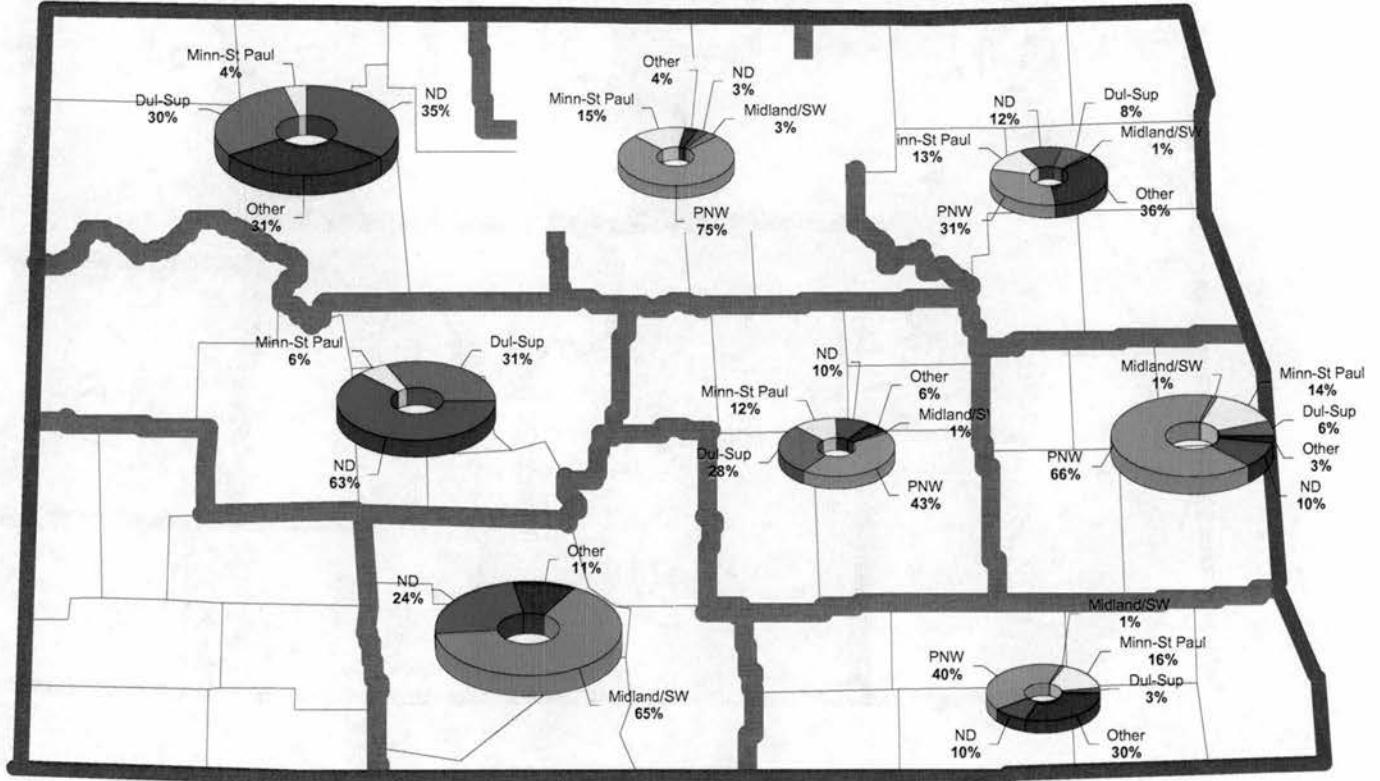 Minn-St Paul
4%
ND
35%
Dul-Sup
30%
Other
31%
Other
4%
ND
3%
Minn-St Paul
15%
Midland/SW
3%
PNW
75%
ND
12%
Dul-Sup
8%
Midland/SW
1%
inn-St Paul
13%
Other
36%
PNW
31%
Minn-St Paul
6%
Dul-Sup
31%
ND
63%
ND
10%
Other
6%
Minn-St Paul
12%
Midland/S
1%
Dul-Sup
28%
PNW
43%
Midland/SW
1%
Minn-St Paul
14%
Dul-Sup
6%
PNW
66%
Other
3%
ND
10%
Other
11%
ND
24%
Midland/SW
65%
Midland/SW
1%
Minn-St Paul
16%
PNW
40%
Dul-Sup
3%
ND
10%
Other
30%